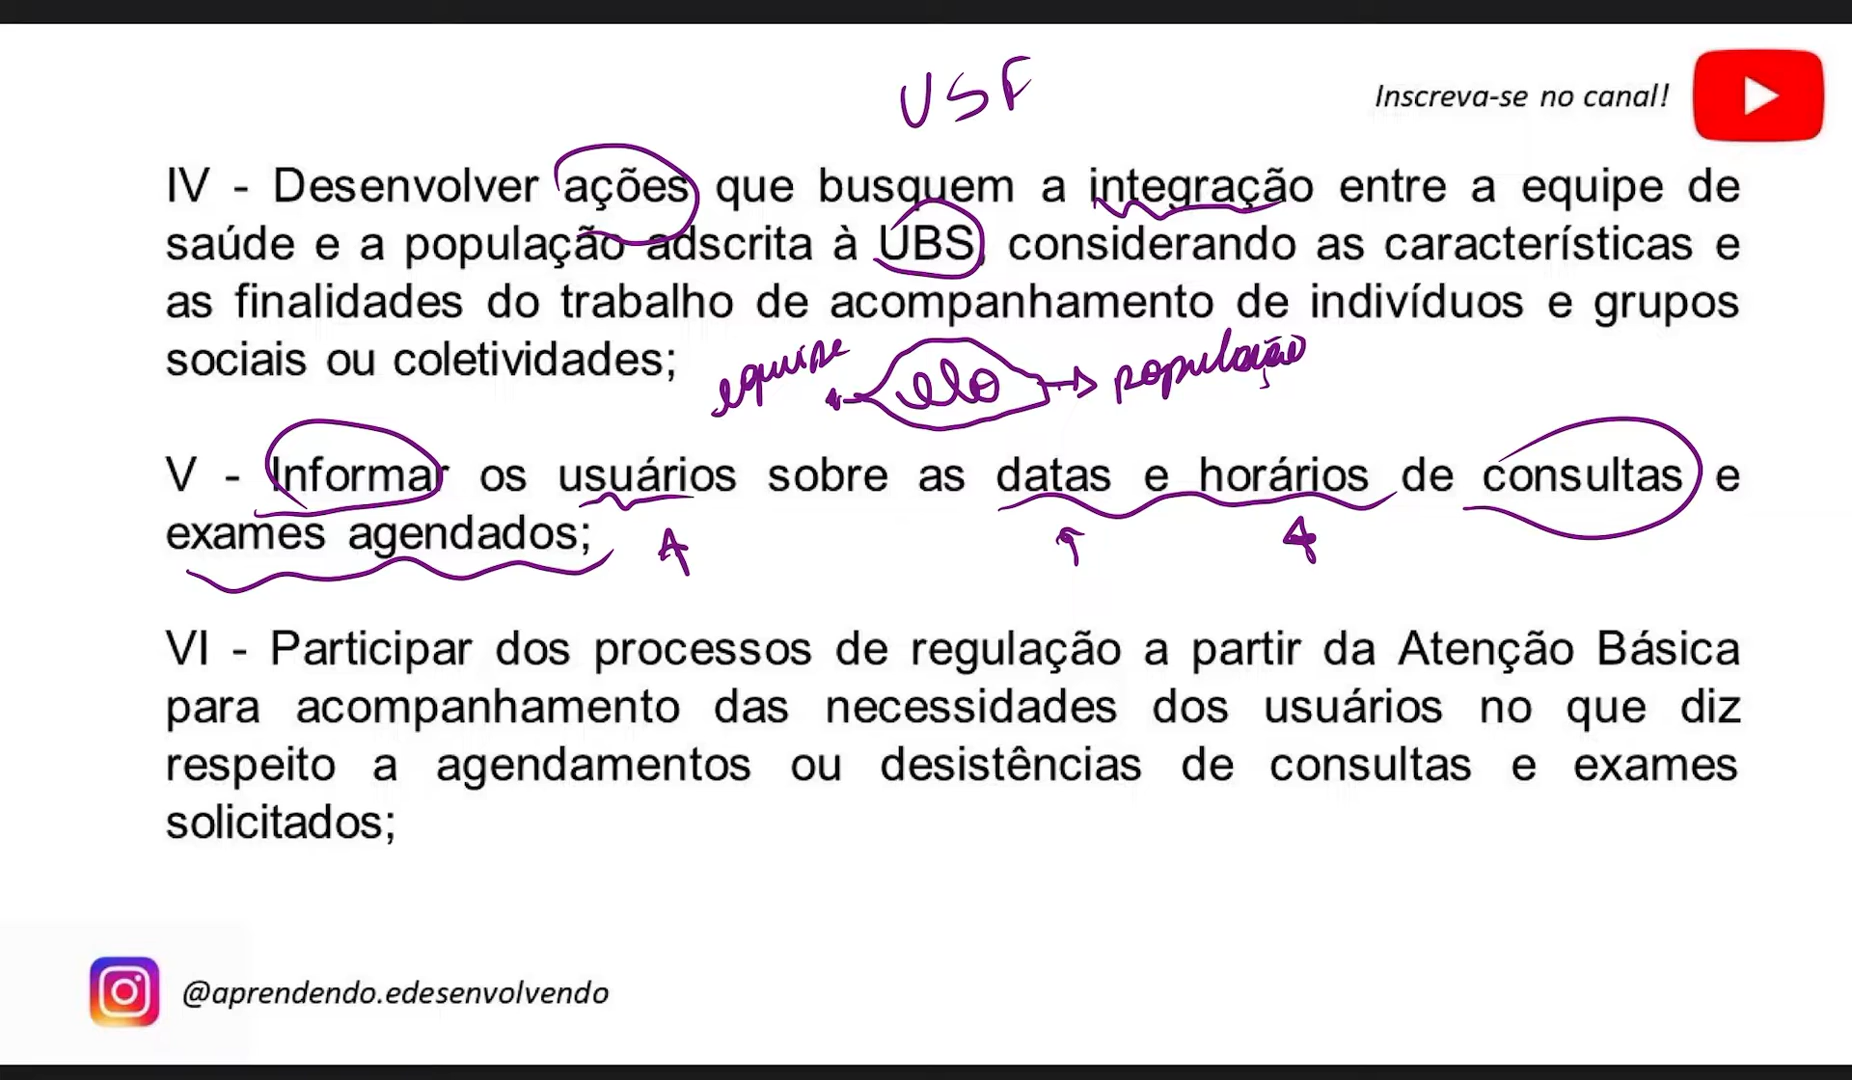 USF
Inscreva-se no canal!
IV - Desenvolver ações que busquem a integração entre a equipe de
saúde e a população adscrita à UBS, considerando as características e
as finalidades do trabalho de acompanhamento de indivíduos e grupos
sociais ou coletividades;
equipe elo população
V - Informar os usuários sobre as datas e horários de consultas e
exames agendados;
VI - Participar dos processos de regulação a partir da Atenção Básica
para acompanhamento das necessidades dos usuários no que diz
respeito a agendamentos ou desistências de consultas e exames
solicitados;
@aprendendo.edesenvolvendo